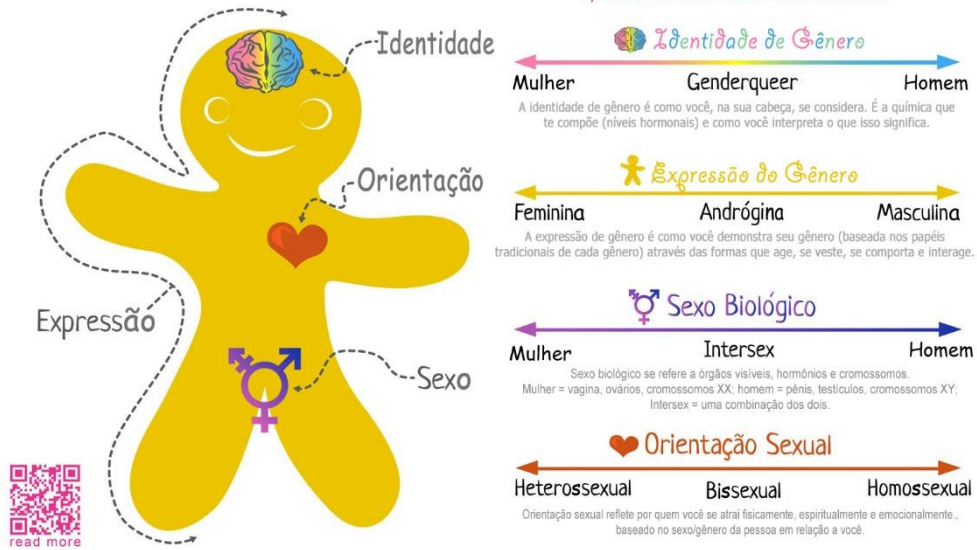 Identidade
Orientação
Expressão
Sexo
read more
Identidade de Gênero
Mulher Genderqueer Homem
A identidade de gênero é como você, na sua cabeça, se considera. É a química que
te compõe (níveis hormonais) e como você interpreta o que isso significa.
Expressão do Gênero
Feminina Andrógina Masculina
A expressão de gênero é como você demonstra seu gênero (baseada nos papéis
tradicionais de cada gênero) através das formas que age, se veste, se comporta e interage.
Sexo Biológico
Mulher Intersex Homem
Sexo biológico se refere a órgãos visíveis, hormônios e cromossomos.
Mulher = vagina, ovários, cromossomos XX; homem = pênis, testículos, cromossomos XY;
Intersex = uma combinação dos dois.
Orientação Sexual
Heterossexual Bissexual Homossexual
Orientação sexual reflete por quem você se atrai fisicamente, espiritualmente e emocionalmente.,
baseado no sexo/gênero da pessoa em relação a você.